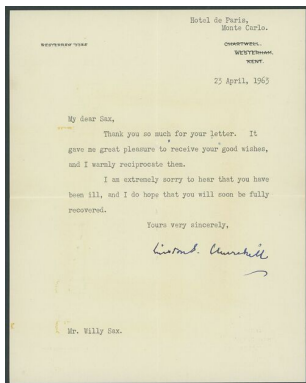 Hotel de Paris,
Monte Carlo.
WESTERHAM 3344
CHARTWELL,
WESTERHAM,
KENT.
23 April, 1963
My dear Sax,
Thank you so much for your letter. It
gave me great pleasure to receive your good wishes,
and I warmly reciprocate them.
I am extremely sorry to hear that you have
been ill, and I do hope that you will soon be fully
recovered.
Yours very sincerely,
Winston S. Churchill
Mr. Willy Sax.